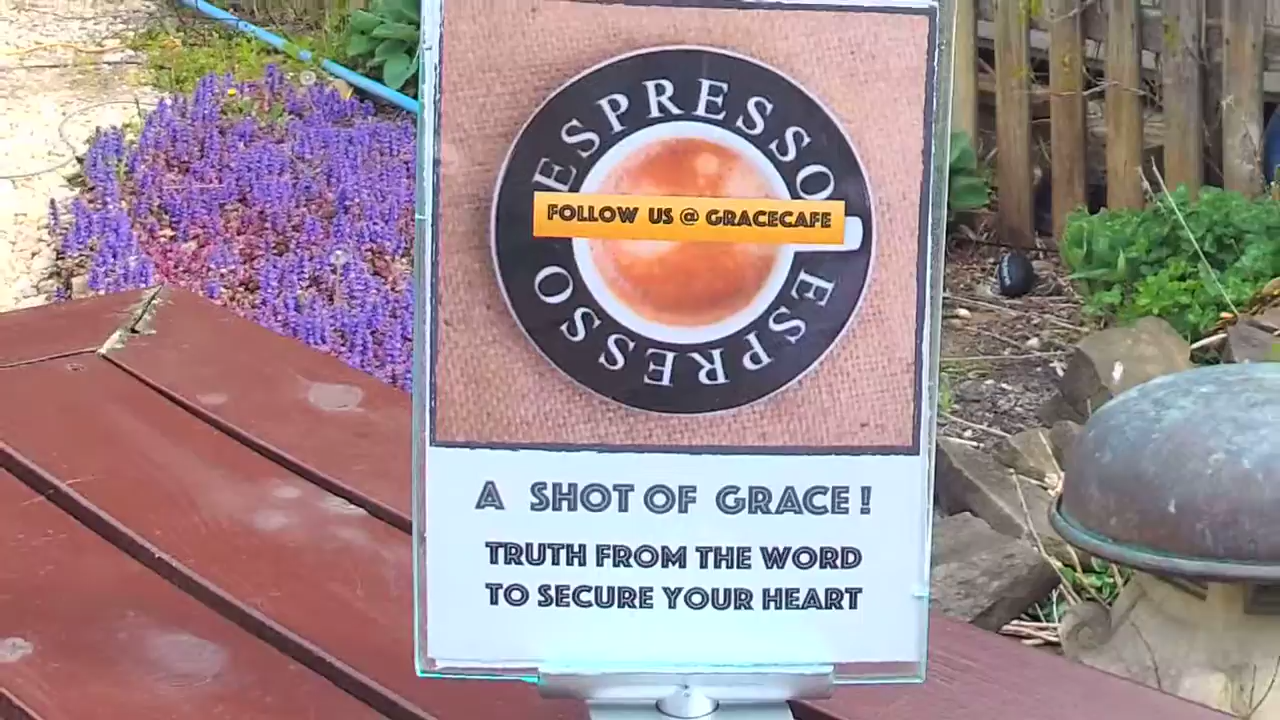 ESPRESSO
FOLLOW US @ GRACECAFE
ESPRESSO
ESPRESSO
A SHOT OF GRACE !
TRUTH FROM THE WORD
TO SECURE YOUR HEART